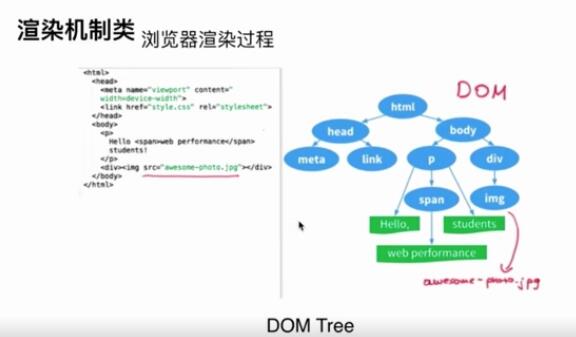 渲染机制类 浏览器渲染过程
<html>
<head>
<meta name="viewport" content="
width=device-width">
<link href="style.css" rel="stylesheet">
</head>
<body>
<p>
Hello <span>web performance</span>
students!
</p>
<div><img src="awesome-photo.jpg"></div>
</body>
</html>
DOM
html
head
body
meta
link
p
div
span
img
Hello,
students
web performance
awesome-photo.jpg
DOM Tree